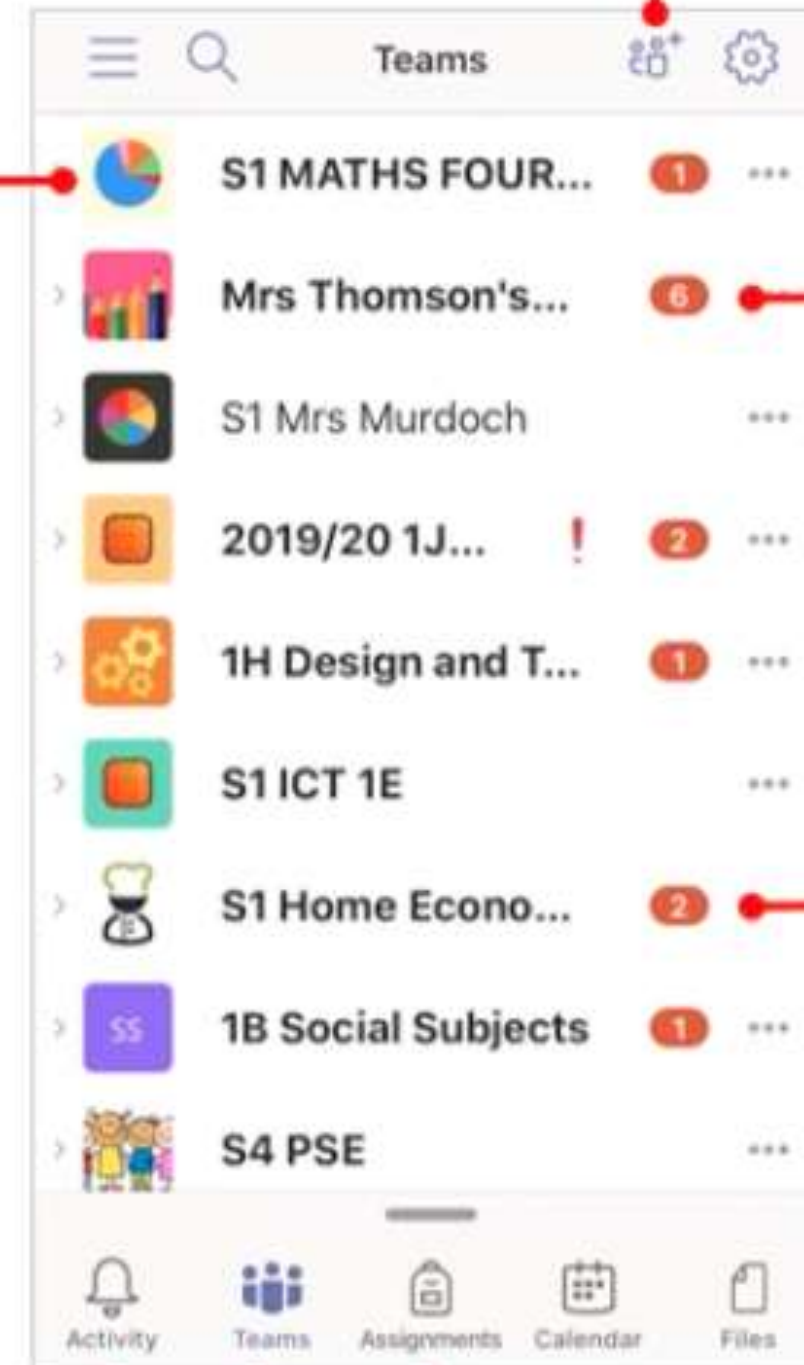 Teams
S1 MATHS FOUR... 1 ...
Mrs Thomson's... 6
S1 Mrs Murdoch ...
2019/20 1J... ❗ 2 ...
1H Design and T... 1 ...
S1 ICT 1E ...
S1 Home Econo... 2
SS 1B Social Subjects 1 ...
S4 PSE ...
Activity Teams Assignments Calendar Files